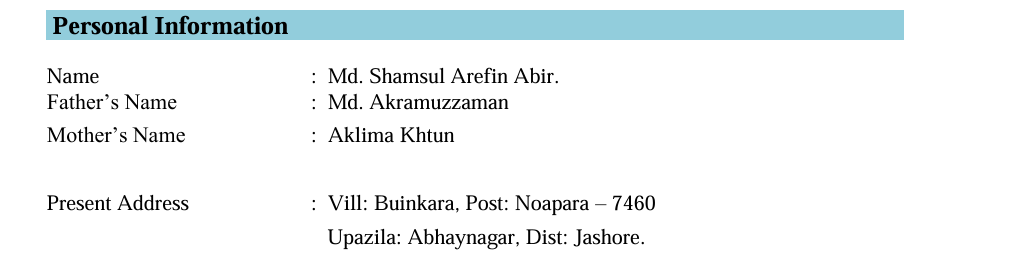 Personal Information
Name : Md. Shamsul Arefin Abir.
Father’s Name : Md. Akramuzzaman
Mother’s Name : Aklima Khtun
Present Address : Vill: Buinkara, Post: Noapara – 7460
Upazila: Abhaynagar, Dist: Jashore.